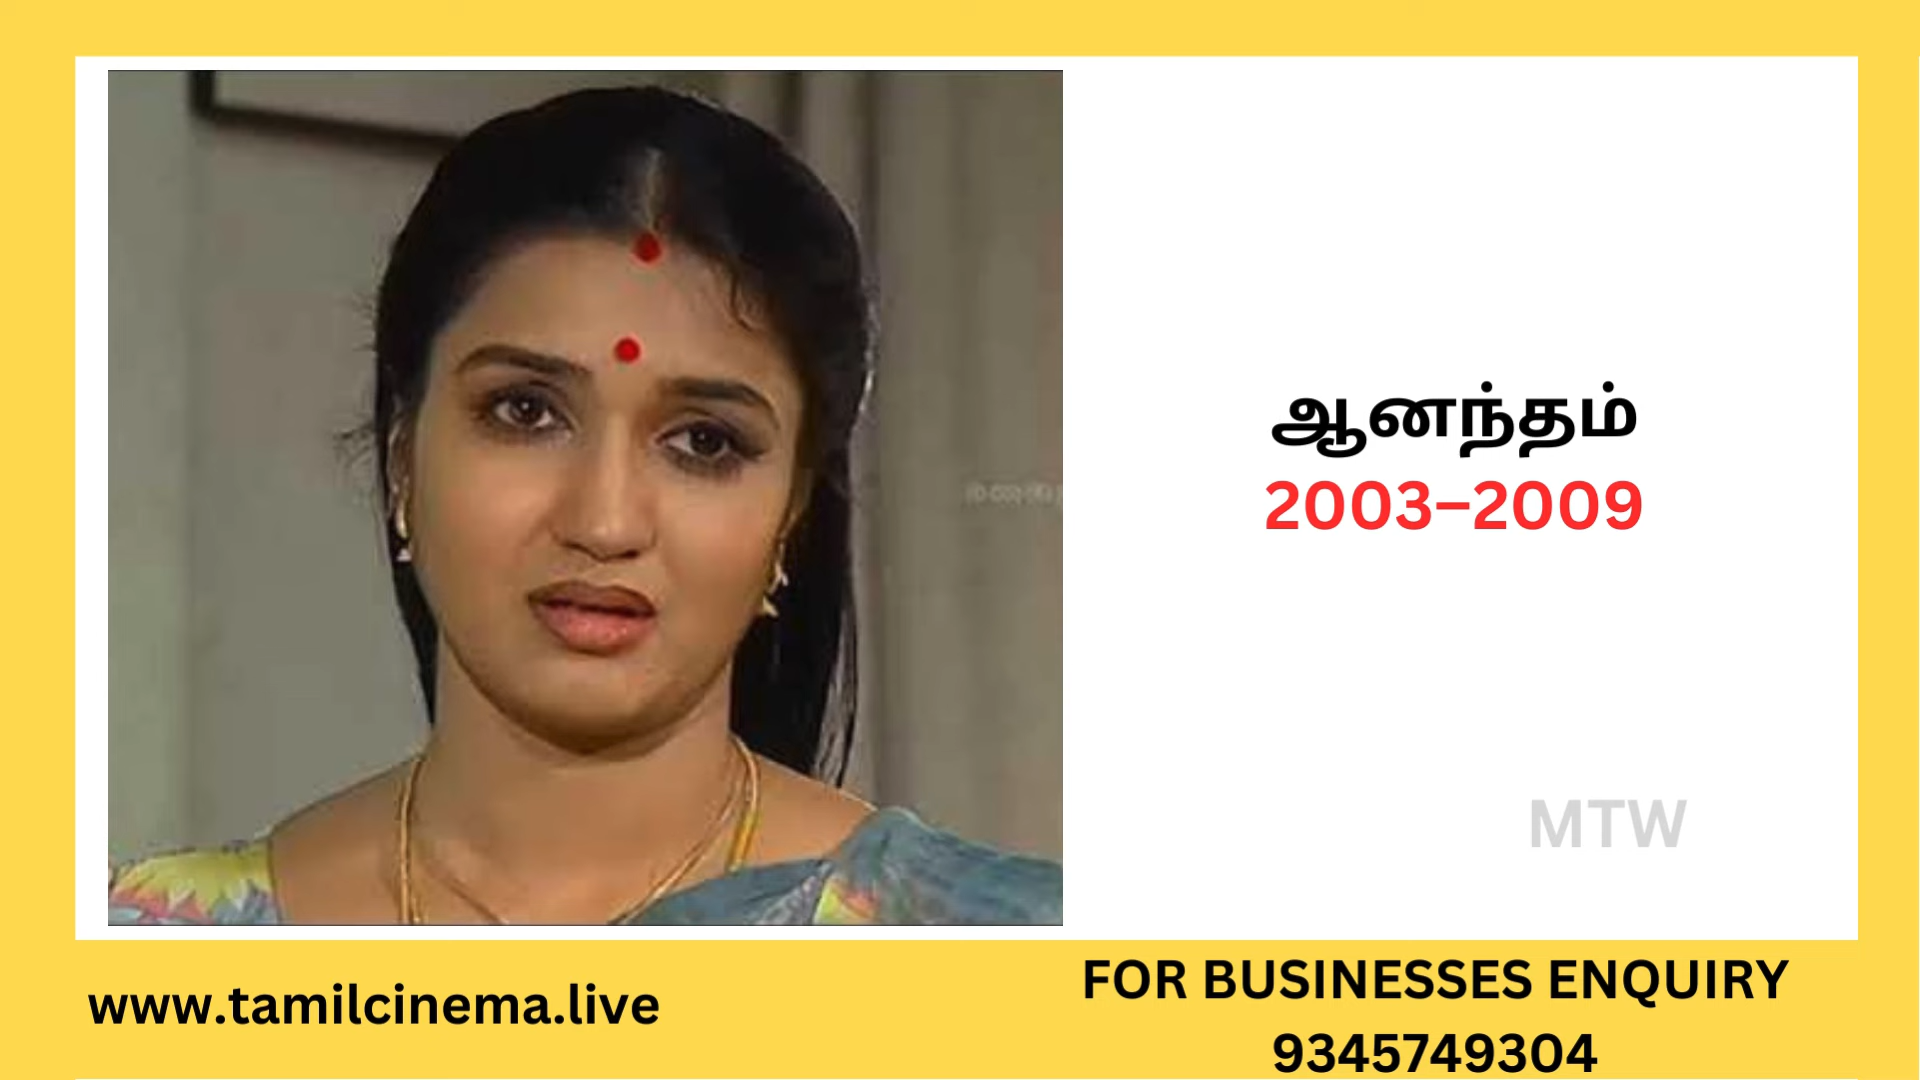 ஆனந்தம்
2003–2009
MTW
www.tamilcinema.live
FOR BUSINESSES ENQUIRY
9345749304